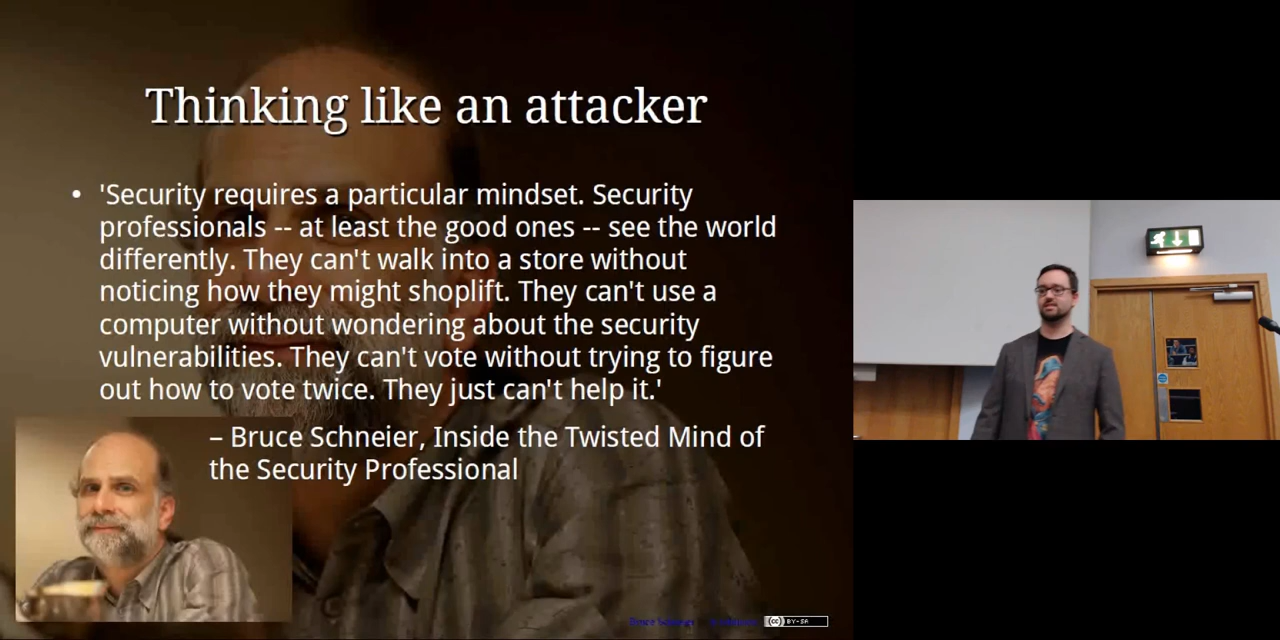 Thinking like an attacker
• 'Security requires a particular mindset. Security
professionals -- at least the good ones -- see the world
differently. They can't walk into a store without
noticing how they might shoplift. They can't use a
computer without wondering about the security
vulnerabilities. They can't vote without trying to figure
out how to vote twice. They just can't help it.'
– Bruce Schneier, Inside the Twisted Mind of
the Security Professional
Bruce Schneier
cc BY-SA